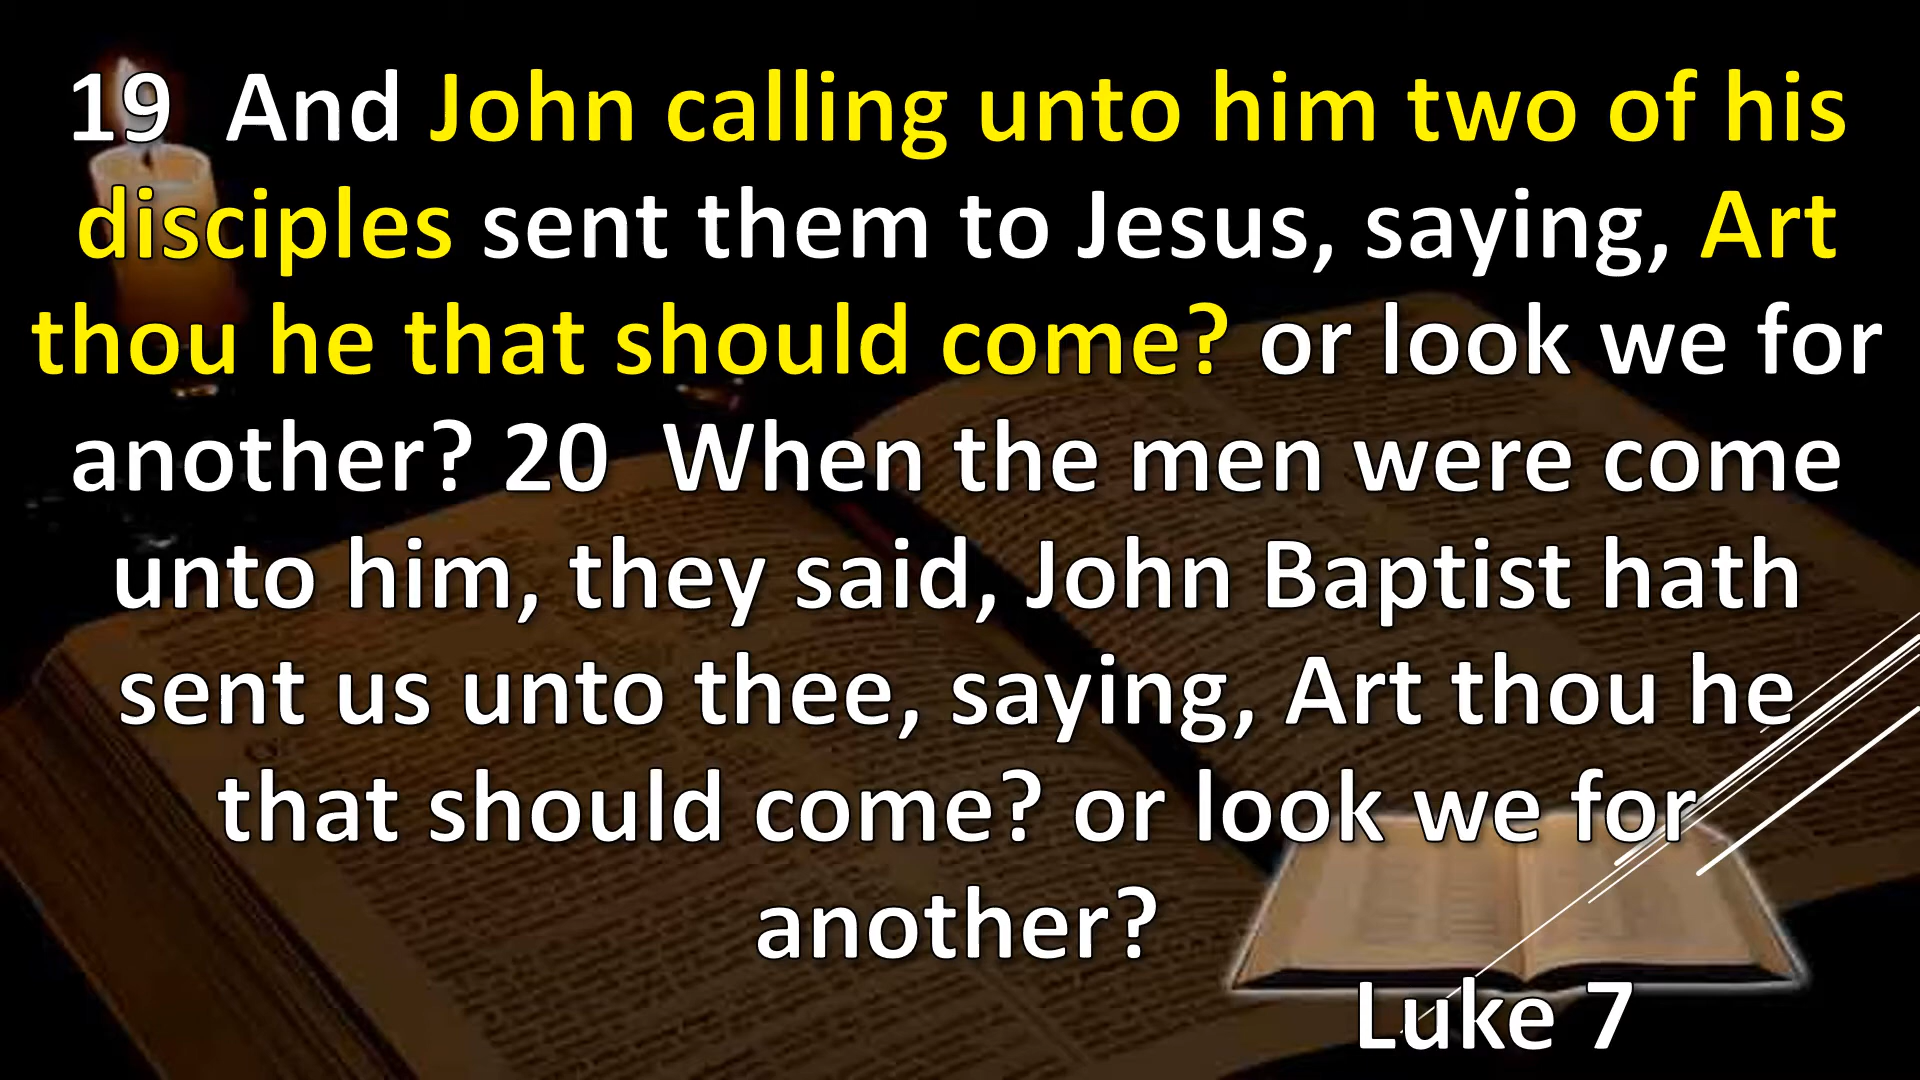 19  And John calling unto him two of his
disciples sent them to Jesus, saying, Art
thou he that should come? or look we for
another? 20  When the men were come
unto him, they said, John Baptist hath
sent us unto thee, saying, Art thou he
that should come? or look we for
another?
Luke 7